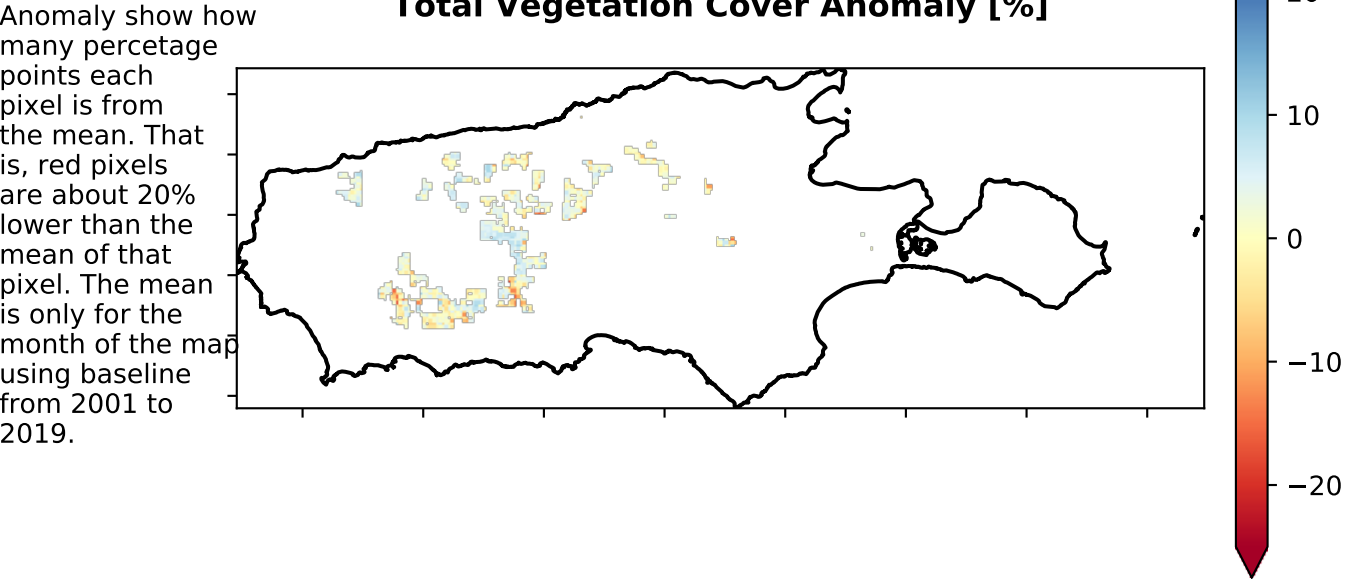 Total Vegetation Cover Anomaly [%]
Anomaly show how
many percetage
points each
pixel is from
the mean. That
is, red pixels
are about 20%
lower than the
mean of that
pixel. The mean
is only for the
month of the map
using baseline
from 2001 to
2019.
10
0
−10
−20